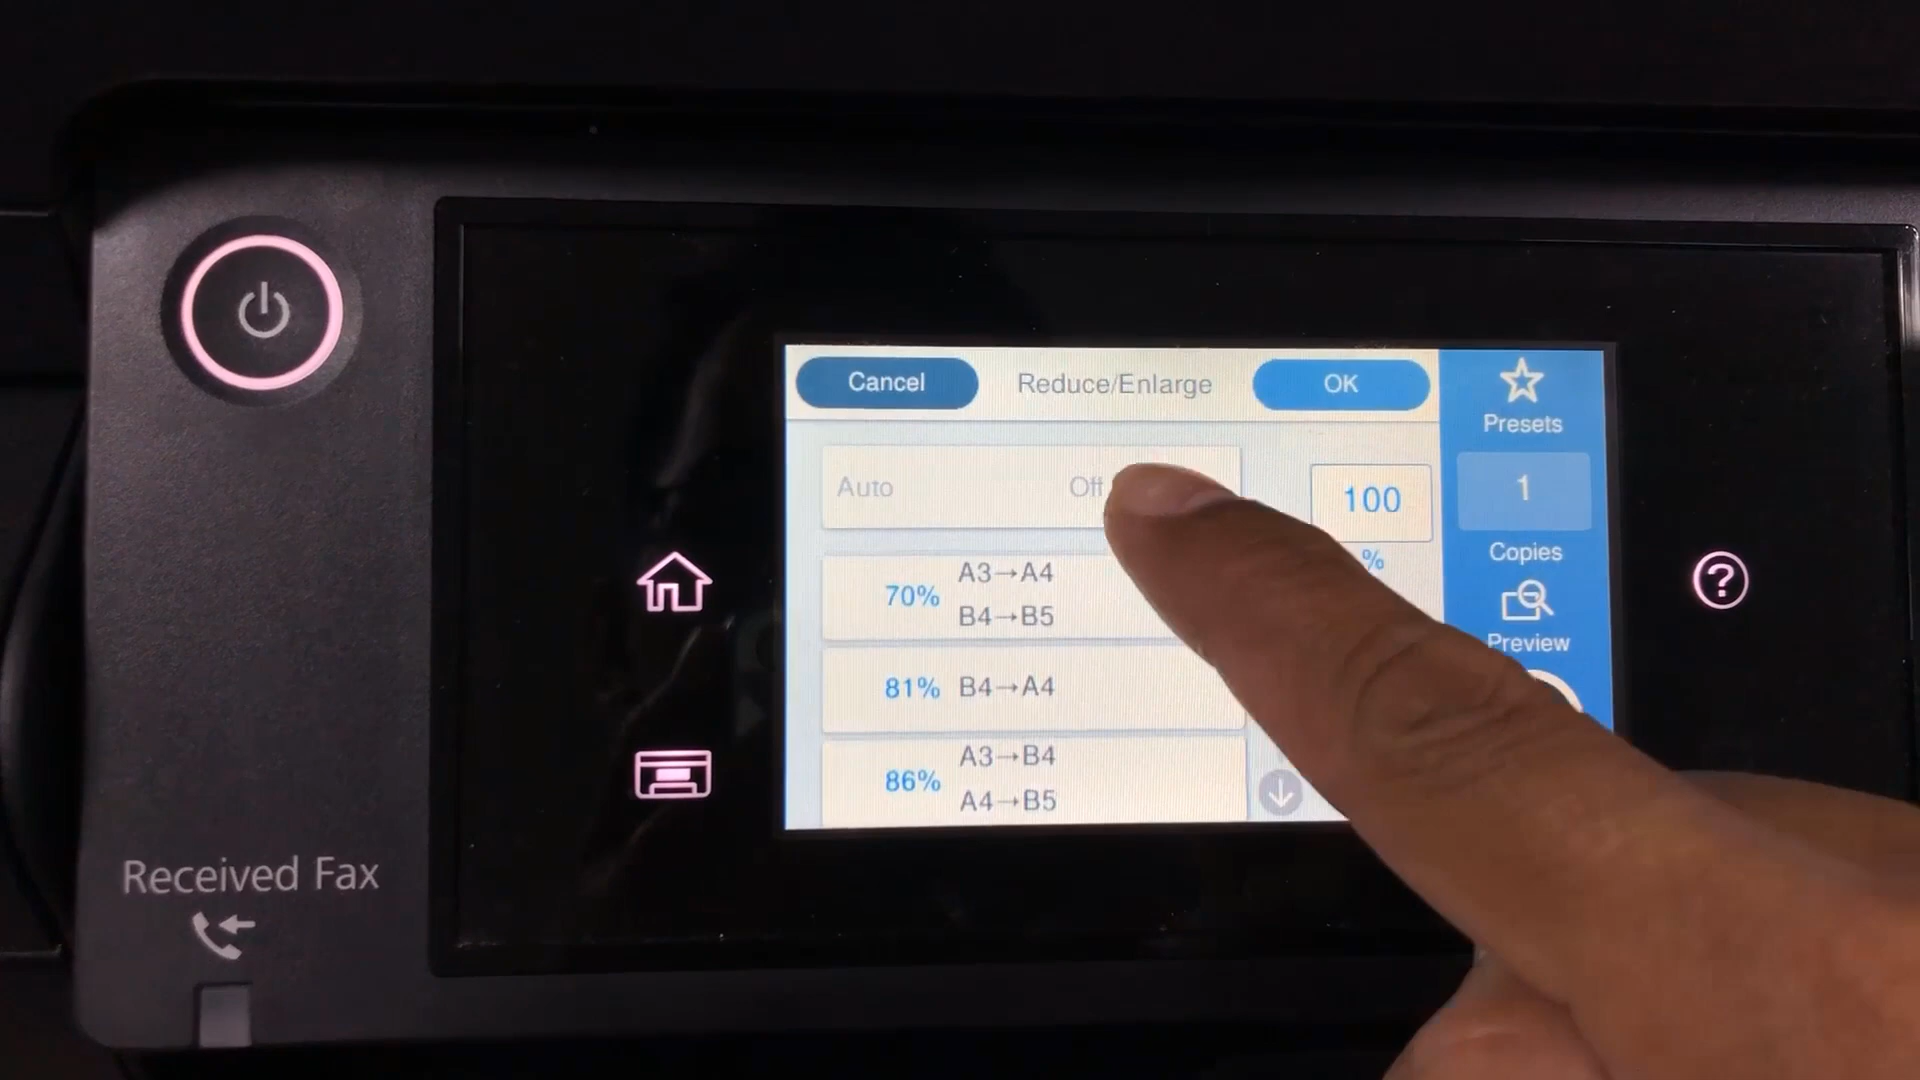 Cancel
Reduce/Enlarge
OK
Presets
Auto
Off
100
%
1
Copies
70%
A3→A4
B4→B5
81%
B4→A4
86%
A3→B4
A4→B5
Preview
Received Fax